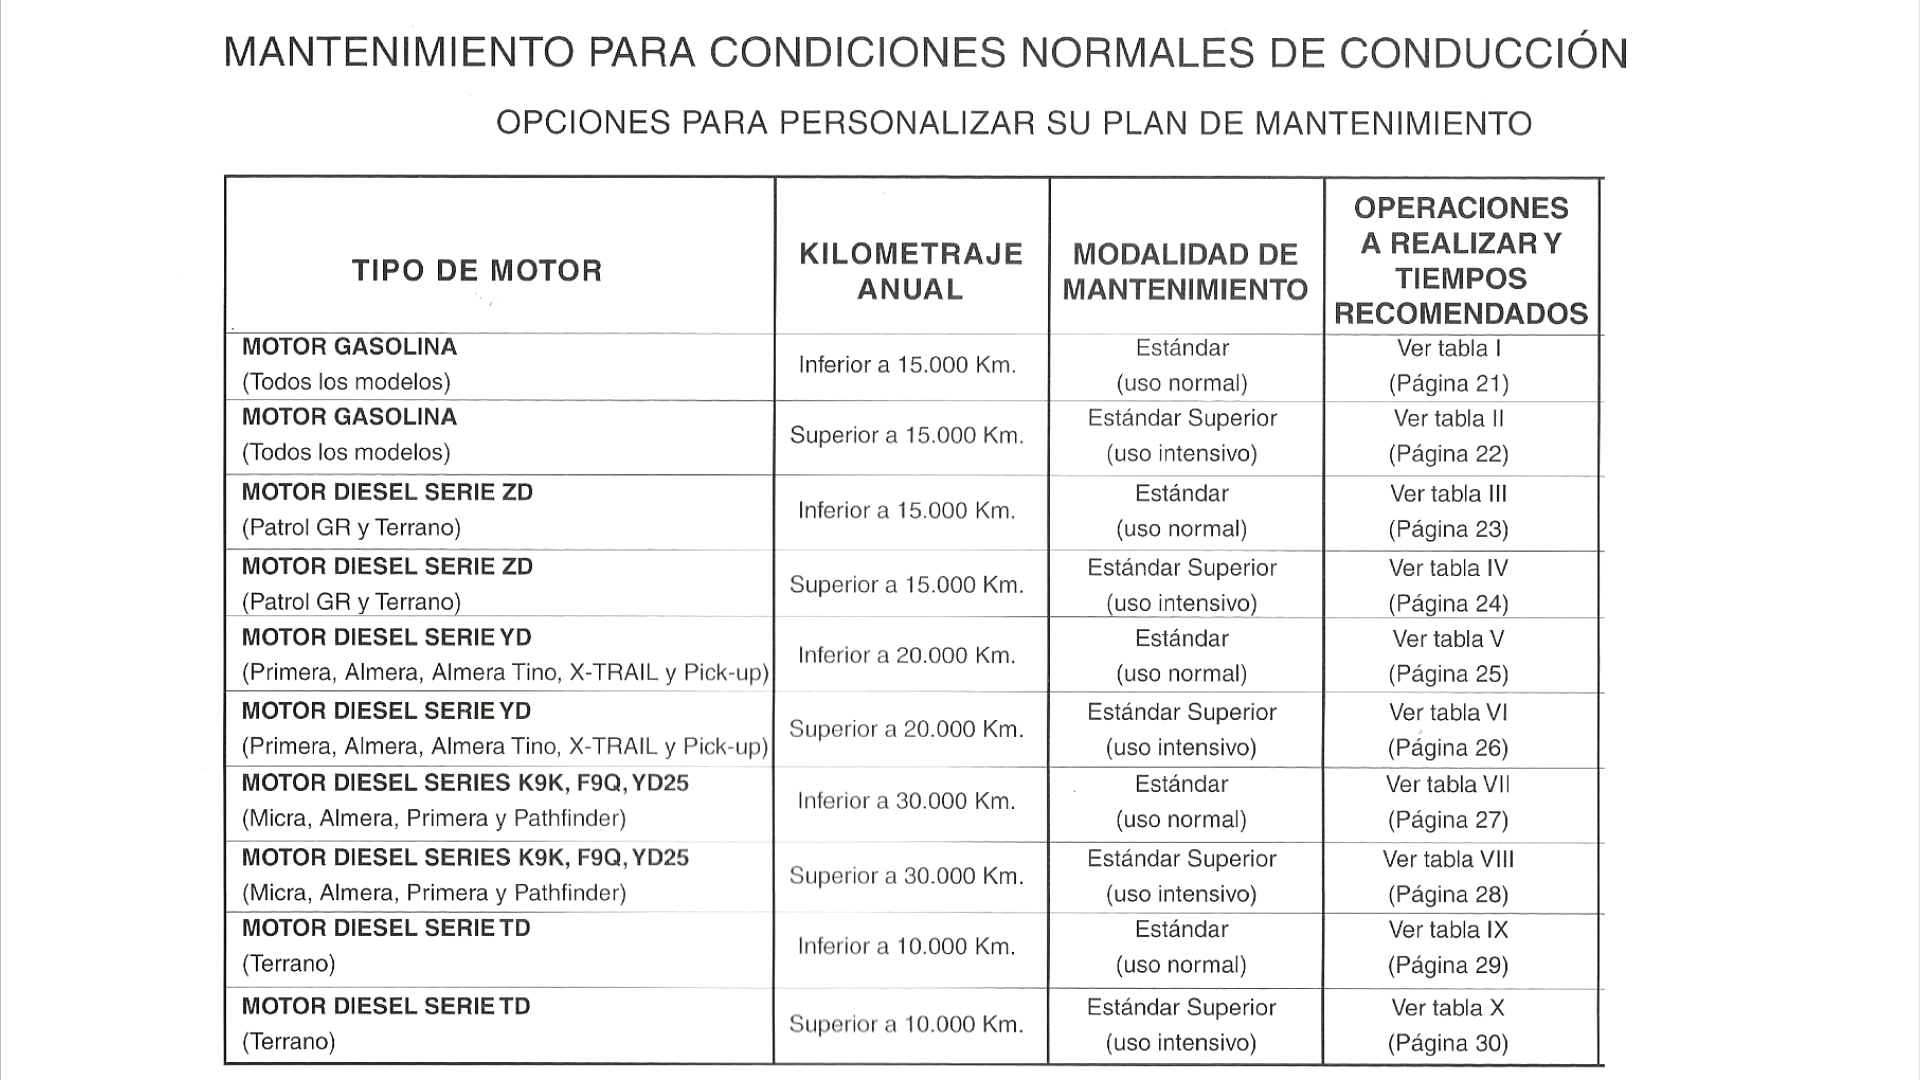 MANTENIMIENTO PARA CONDICIONES NORMALES DE CONDUCCIÓN
OPCIONES PARA PERSONALIZAR SU PLAN DE MANTENIMIENTO
TIPO DE MOTOR
KILOMETRAJE
ANUAL
MODALIDAD DE
MANTENIMIENTO
OPERACIONES
A REALIZAR Y
TIEMPOS
RECOMENDADOS
MOTOR GASOLINA
(Todos los modelos)
Inferior a 15.000 Km.
Estándar
(uso normal)
Ver tabla I
(Página 21)
MOTOR GASOLINA
(Todos los modelos)
Superior a 15.000 Km.
Estándar Superior
(uso intensivo)
Ver tabla II
(Página 22)
MOTOR DIESEL SERIE ZD
(Patrol GR y Terrano)
Inferior a 15.000 Km.
Estándar
(uso normal)
Ver tabla III
(Página 23)
MOTOR DIESEL SERIE ZD
(Patrol GR y Terrano)
Superior a 15.000 Km.
Estándar Superior
(uso intensivo)
Ver tabla IV
(Página 24)
MOTOR DIESEL SERIE YD
(Primera, Almera, Almera Tino, X-TRAIL y Pick-up)
Inferior a 20.000 Km.
Estándar
(uso normal)
Ver tabla V
(Página 25)
MOTOR DIESEL SERIE YD
(Primera, Almera, Almera Tino, X-TRAIL y Pick-up)
Superior a 20.000 Km.
Estándar Superior
(uso intensivo)
Ver tabla VI
(Página 26)
MOTOR DIESEL SERIES K9K, F9Q, YD25
(Micra, Almera, Primera y Pathfinder)
Inferior a 30.000 Km.
Estándar
(uso normal)
Ver tabla VII
(Página 27)
MOTOR DIESEL SERIES K9K, F9Q, YD25
(Micra, Almera, Primera y Pathfinder)
Superior a 30.000 Km.
Estándar Superior
(uso intensivo)
Ver tabla VIII
(Página 28)
MOTOR DIESEL SERIE TD
(Terrano)
Inferior a 10.000 Km.
Estándar
(uso normal)
Ver tabla IX
(Página 29)
MOTOR DIESEL SERIE TD
(Terrano)
Superior a 10.000 Km.
Estándar Superior
(uso intensivo)
Ver tabla X
(Página 30)